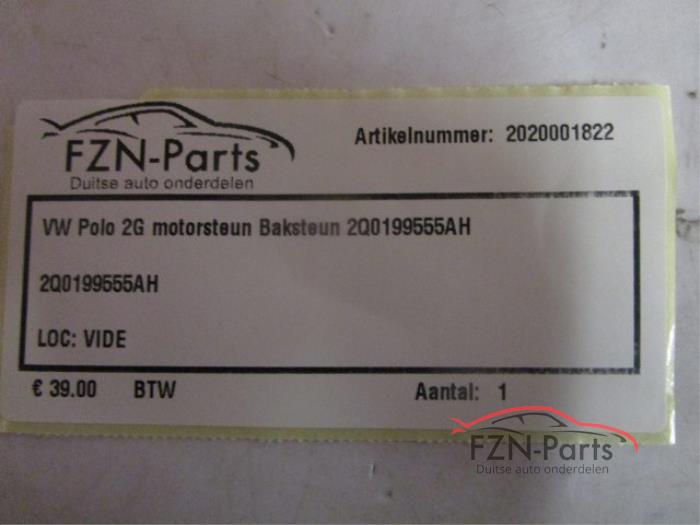 FZN-Parts
Duitse auto onderdelen
Artikelnummer: 2020001822
VW Polo 2G motorsteun Baksteun 2Q0199555AH
2Q0199555AH
LOC: VIDE
€ 39.00 BTW Aantal: 1
FZN-Parts
Duitse auto onderdelen